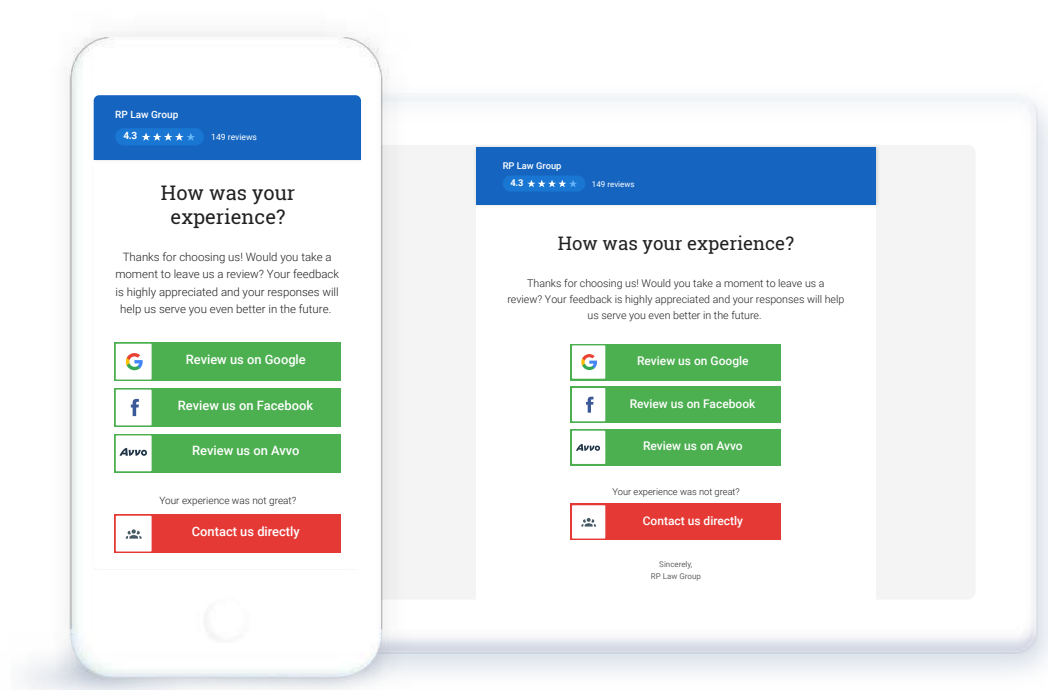 RP Law Group
4.3 ★★★★★ 149 reviews
How was your
experience?
Thanks for choosing us! Would you take a
moment to leave us a review? Your feedback
is highly appreciated and your responses will
help us serve you even better in the future.
G Review us on Google
f Review us on Facebook
Avvo Review us on Avvo
Your experience was not great?
Contact us directly
RP Law Group
4.3 ★★★★★ 149 reviews
How was your experience?
Thanks for choosing us! Would you take a moment to leave us a
review? Your feedback is highly appreciated and your responses will help
us serve you even better in the future.
G Review us on Google
f Review us on Facebook
Avvo Review us on Avvo
Your experience was not great?
Contact us directly
Sincerely,
RP Law Group